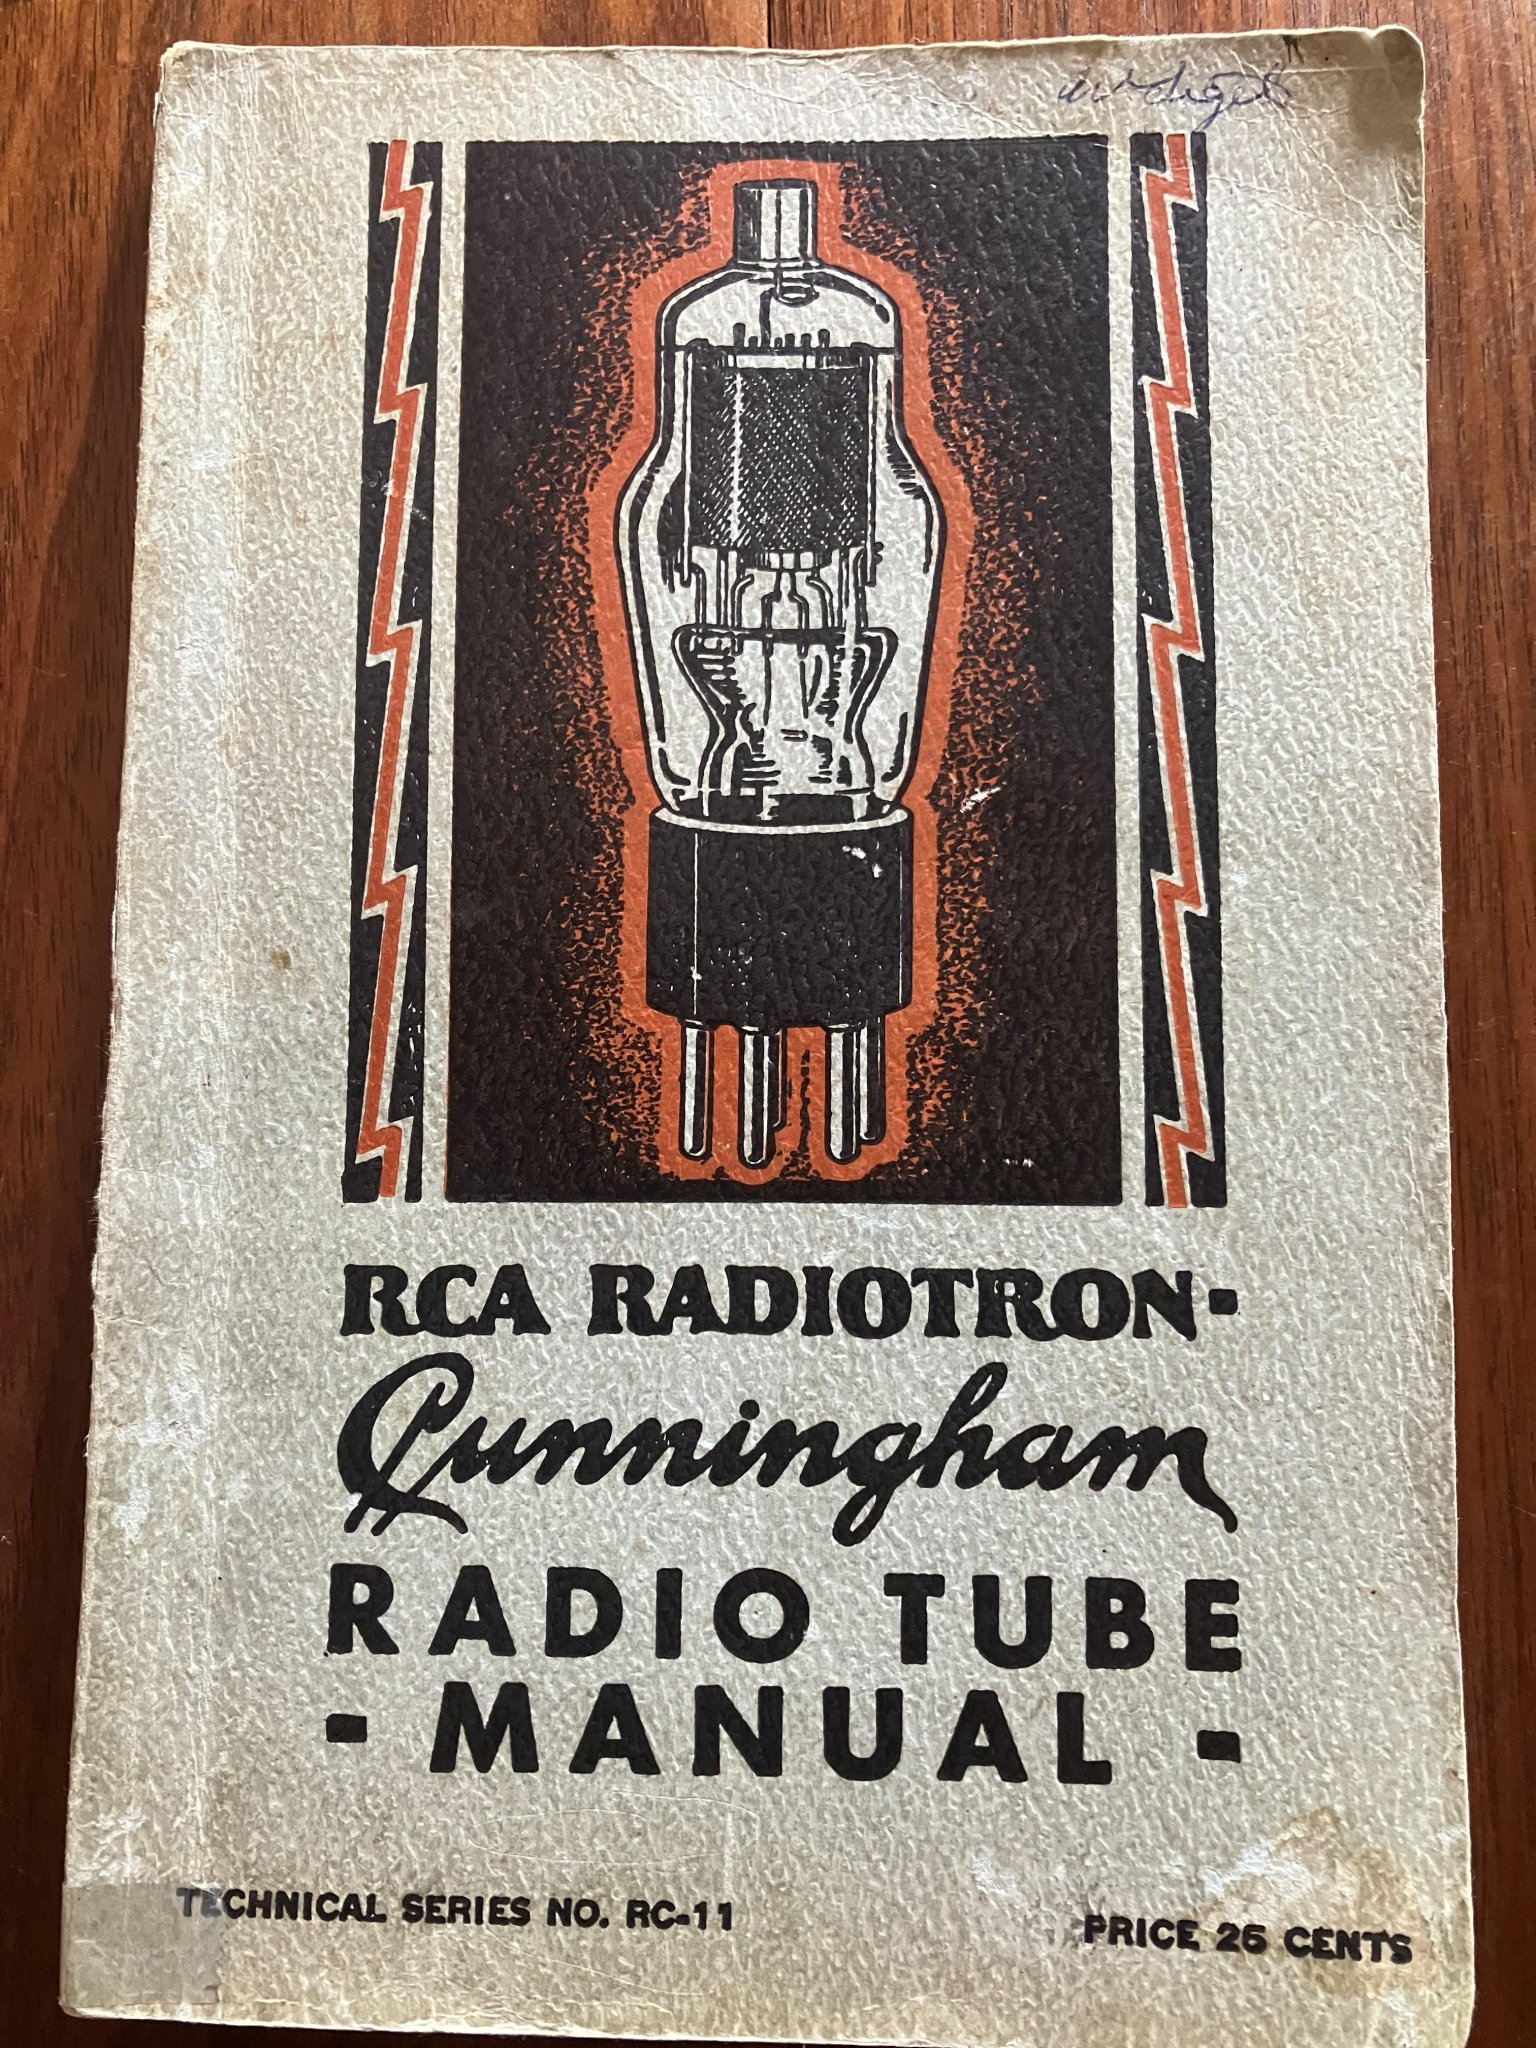 RCA RADIOTRON-
Cunningham
RADIO TUBE
- MANUAL -
TECHNICAL SERIES NO. RC-11
PRICE 25 CENTS